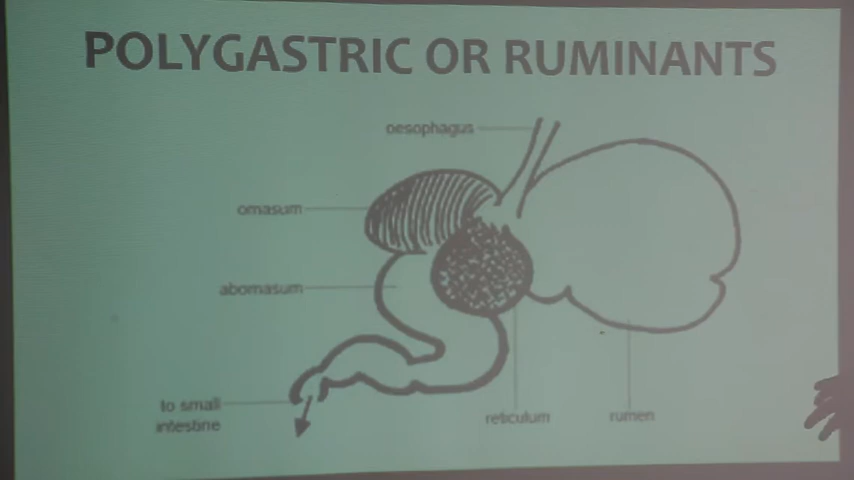 POLYGASTRIC OR RUMINANTS
oesophagus
omasum
abomasum
to small
intestine
reticulum
rumen